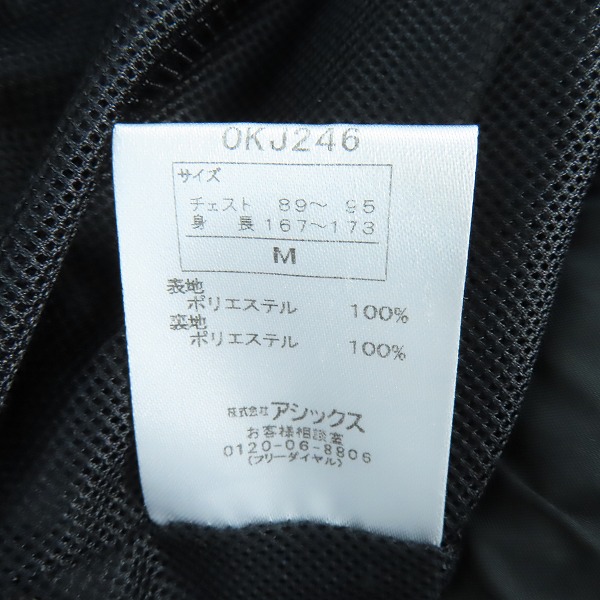 OKJ246
サイズ
チェスト 89～ 95
身 長 167～173
M
表地
ポリエステル 100%
裏地
ポリエステル 100%
株式会社アシックス
お客様相談室
0120-06-8806
(フリーダイヤル)